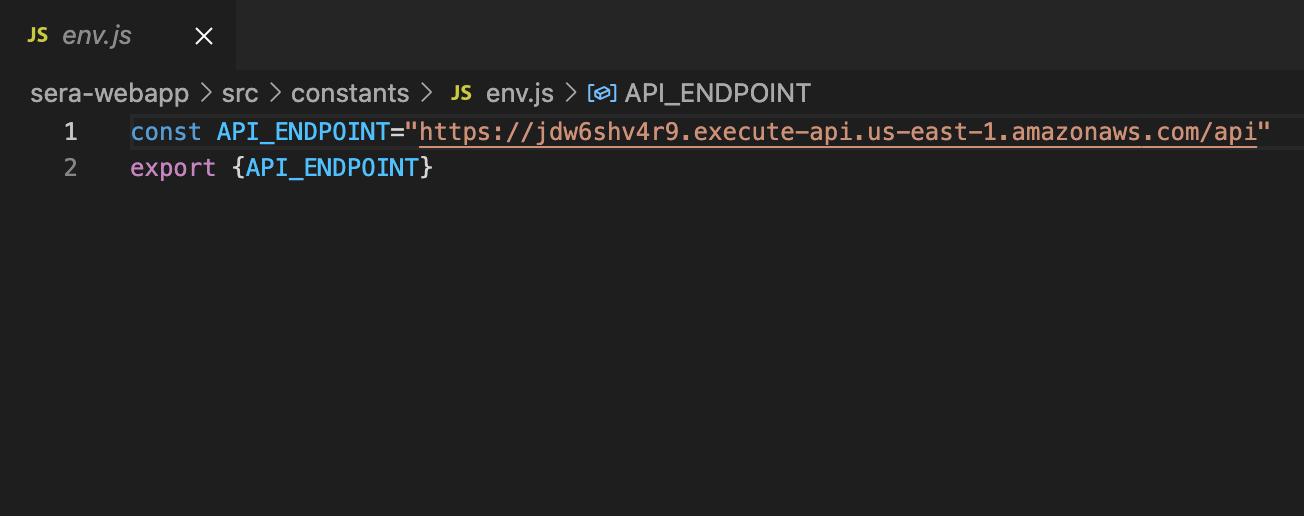 JS env.js ×
sera-webapp > src > constants > JS env.js > API_ENDPOINT
1 const API_ENDPOINT="https://jdw6shv4r9.execute-api.us-east-1.amazonaws.com/api"
2 export {API_ENDPOINT}